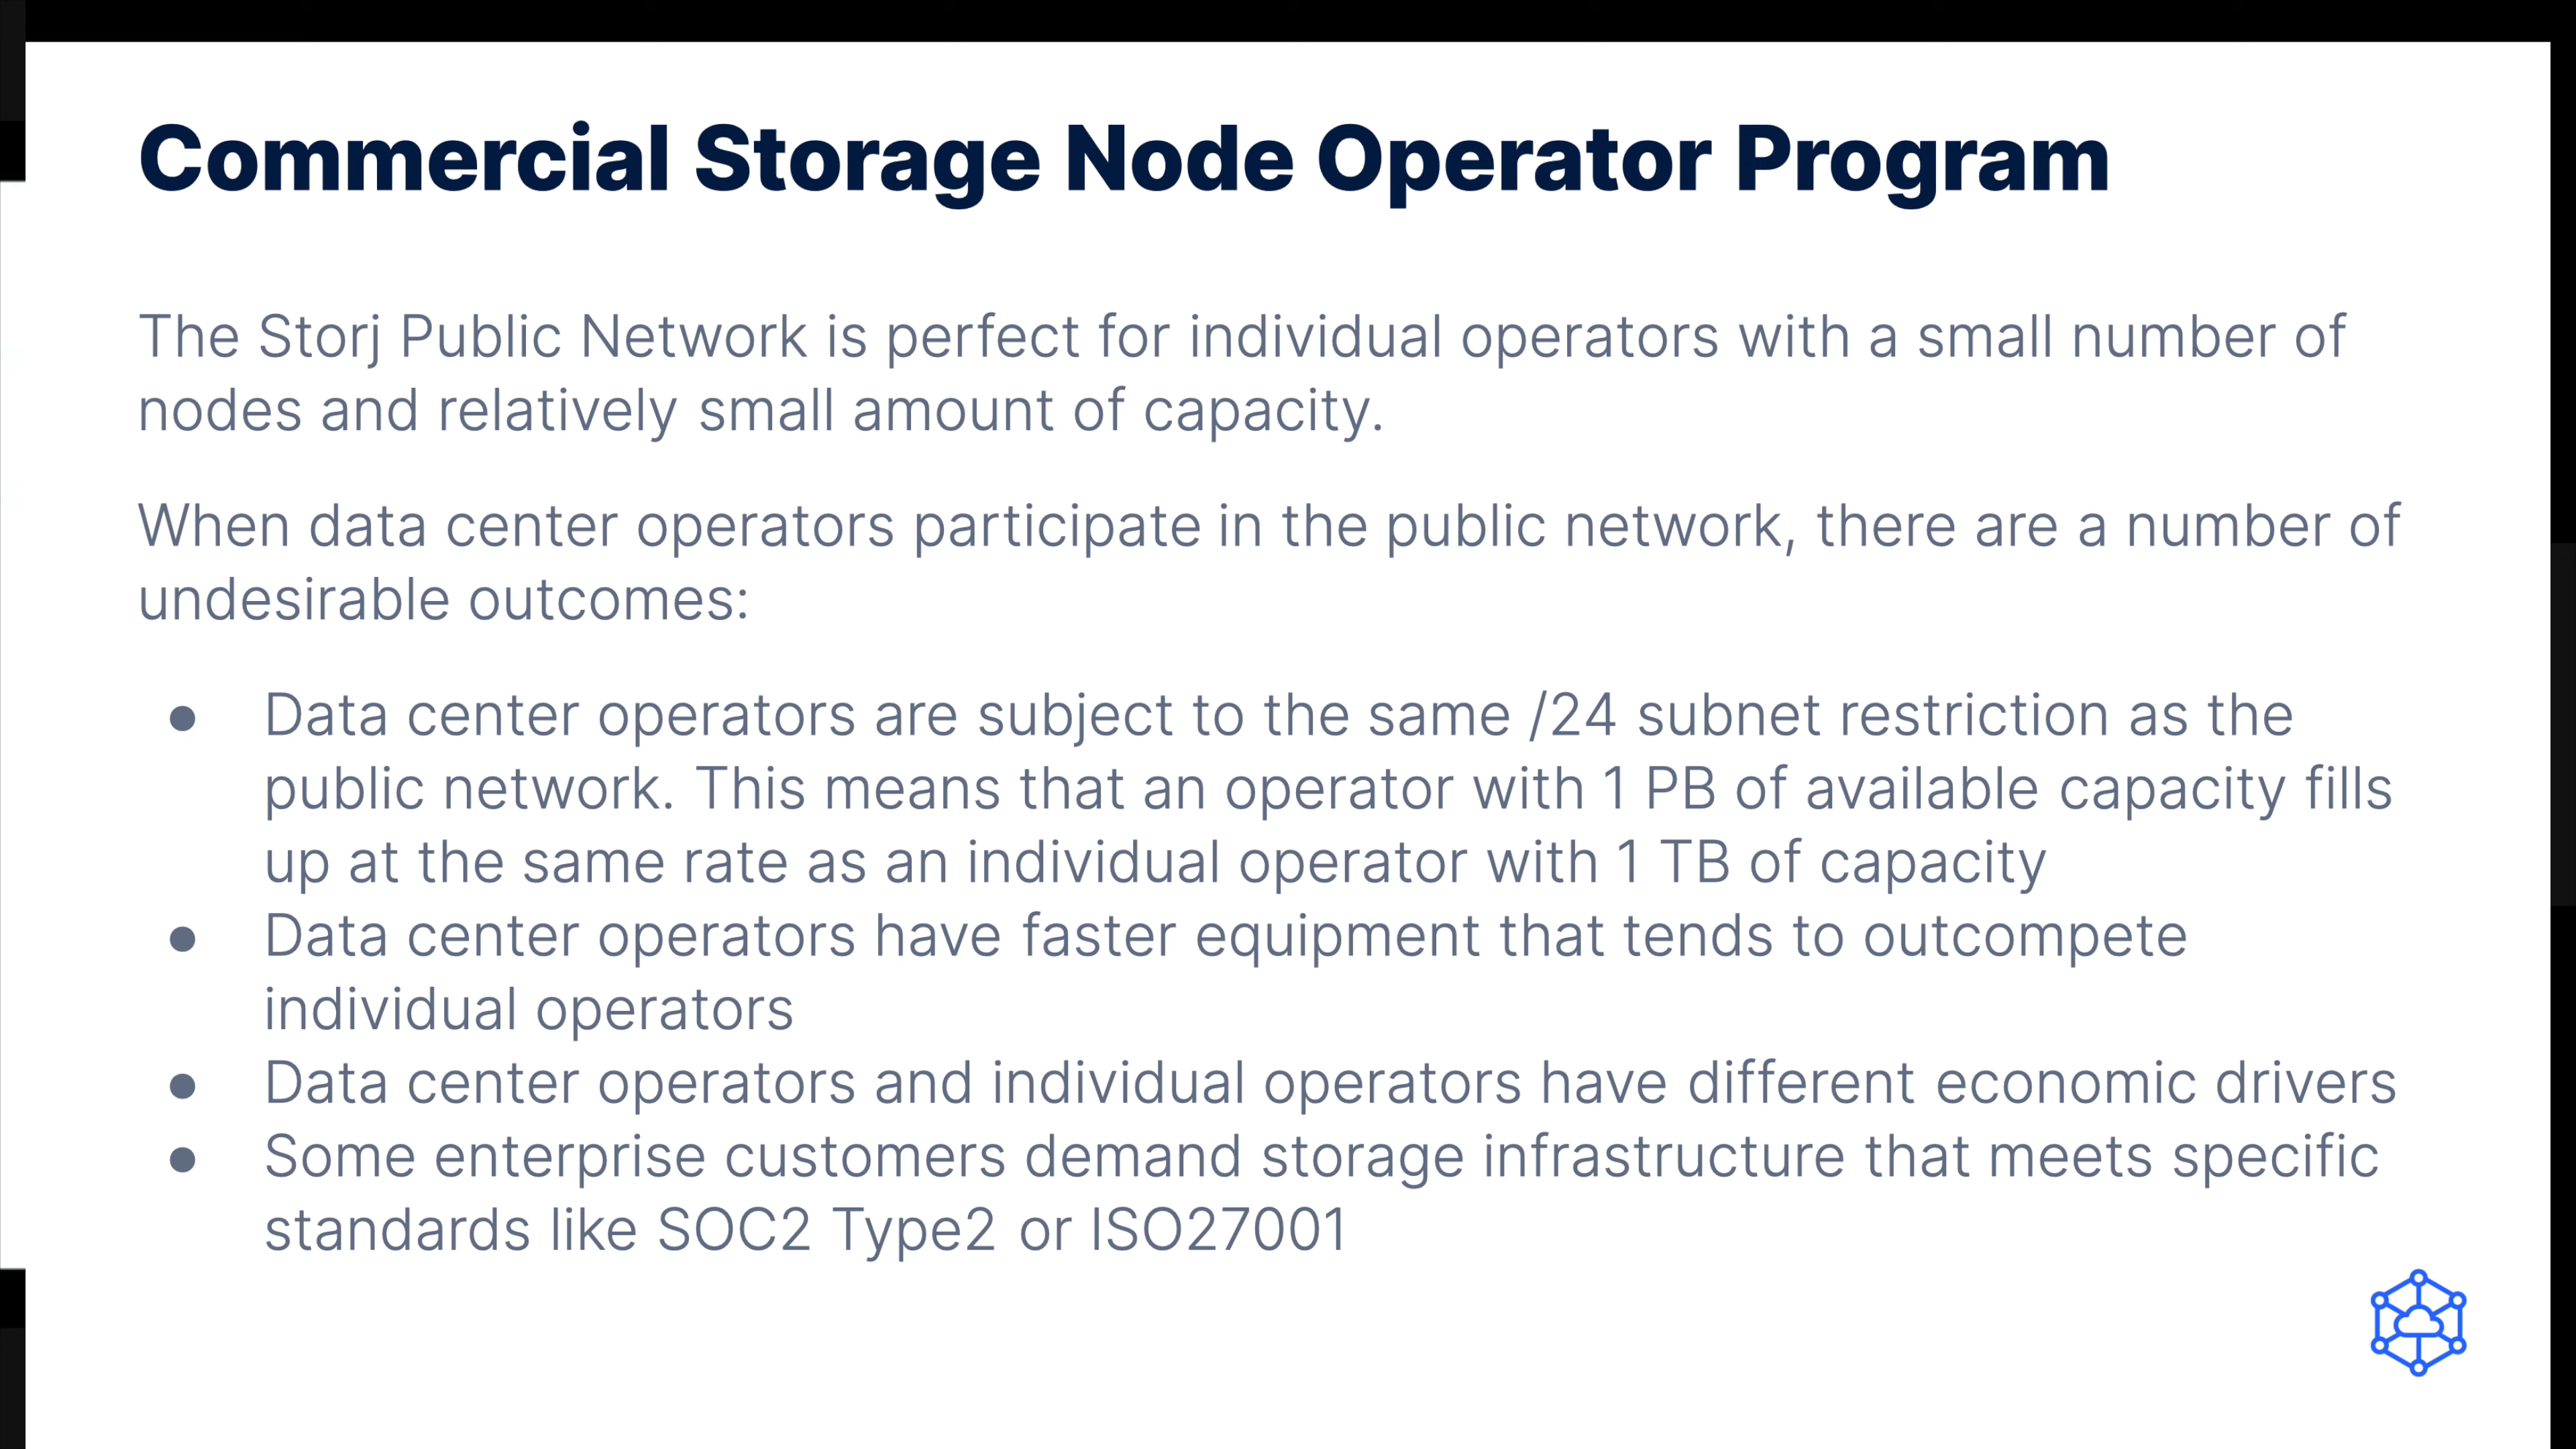 Commercial Storage Node Operator Program
The Storj Public Network is perfect for individual operators with a small number of
nodes and relatively small amount of capacity.
When data center operators participate in the public network, there are a number of
undesirable outcomes:
● Data center operators are subject to the same /24 subnet restriction as the
public network. This means that an operator with 1 PB of available capacity fills
up at the same rate as an individual operator with 1 TB of capacity
● Data center operators have faster equipment that tends to outcompete
individual operators
● Data center operators and individual operators have different economic drivers
● Some enterprise customers demand storage infrastructure that meets specific
standards like SOC2 Type2 or ISO27001